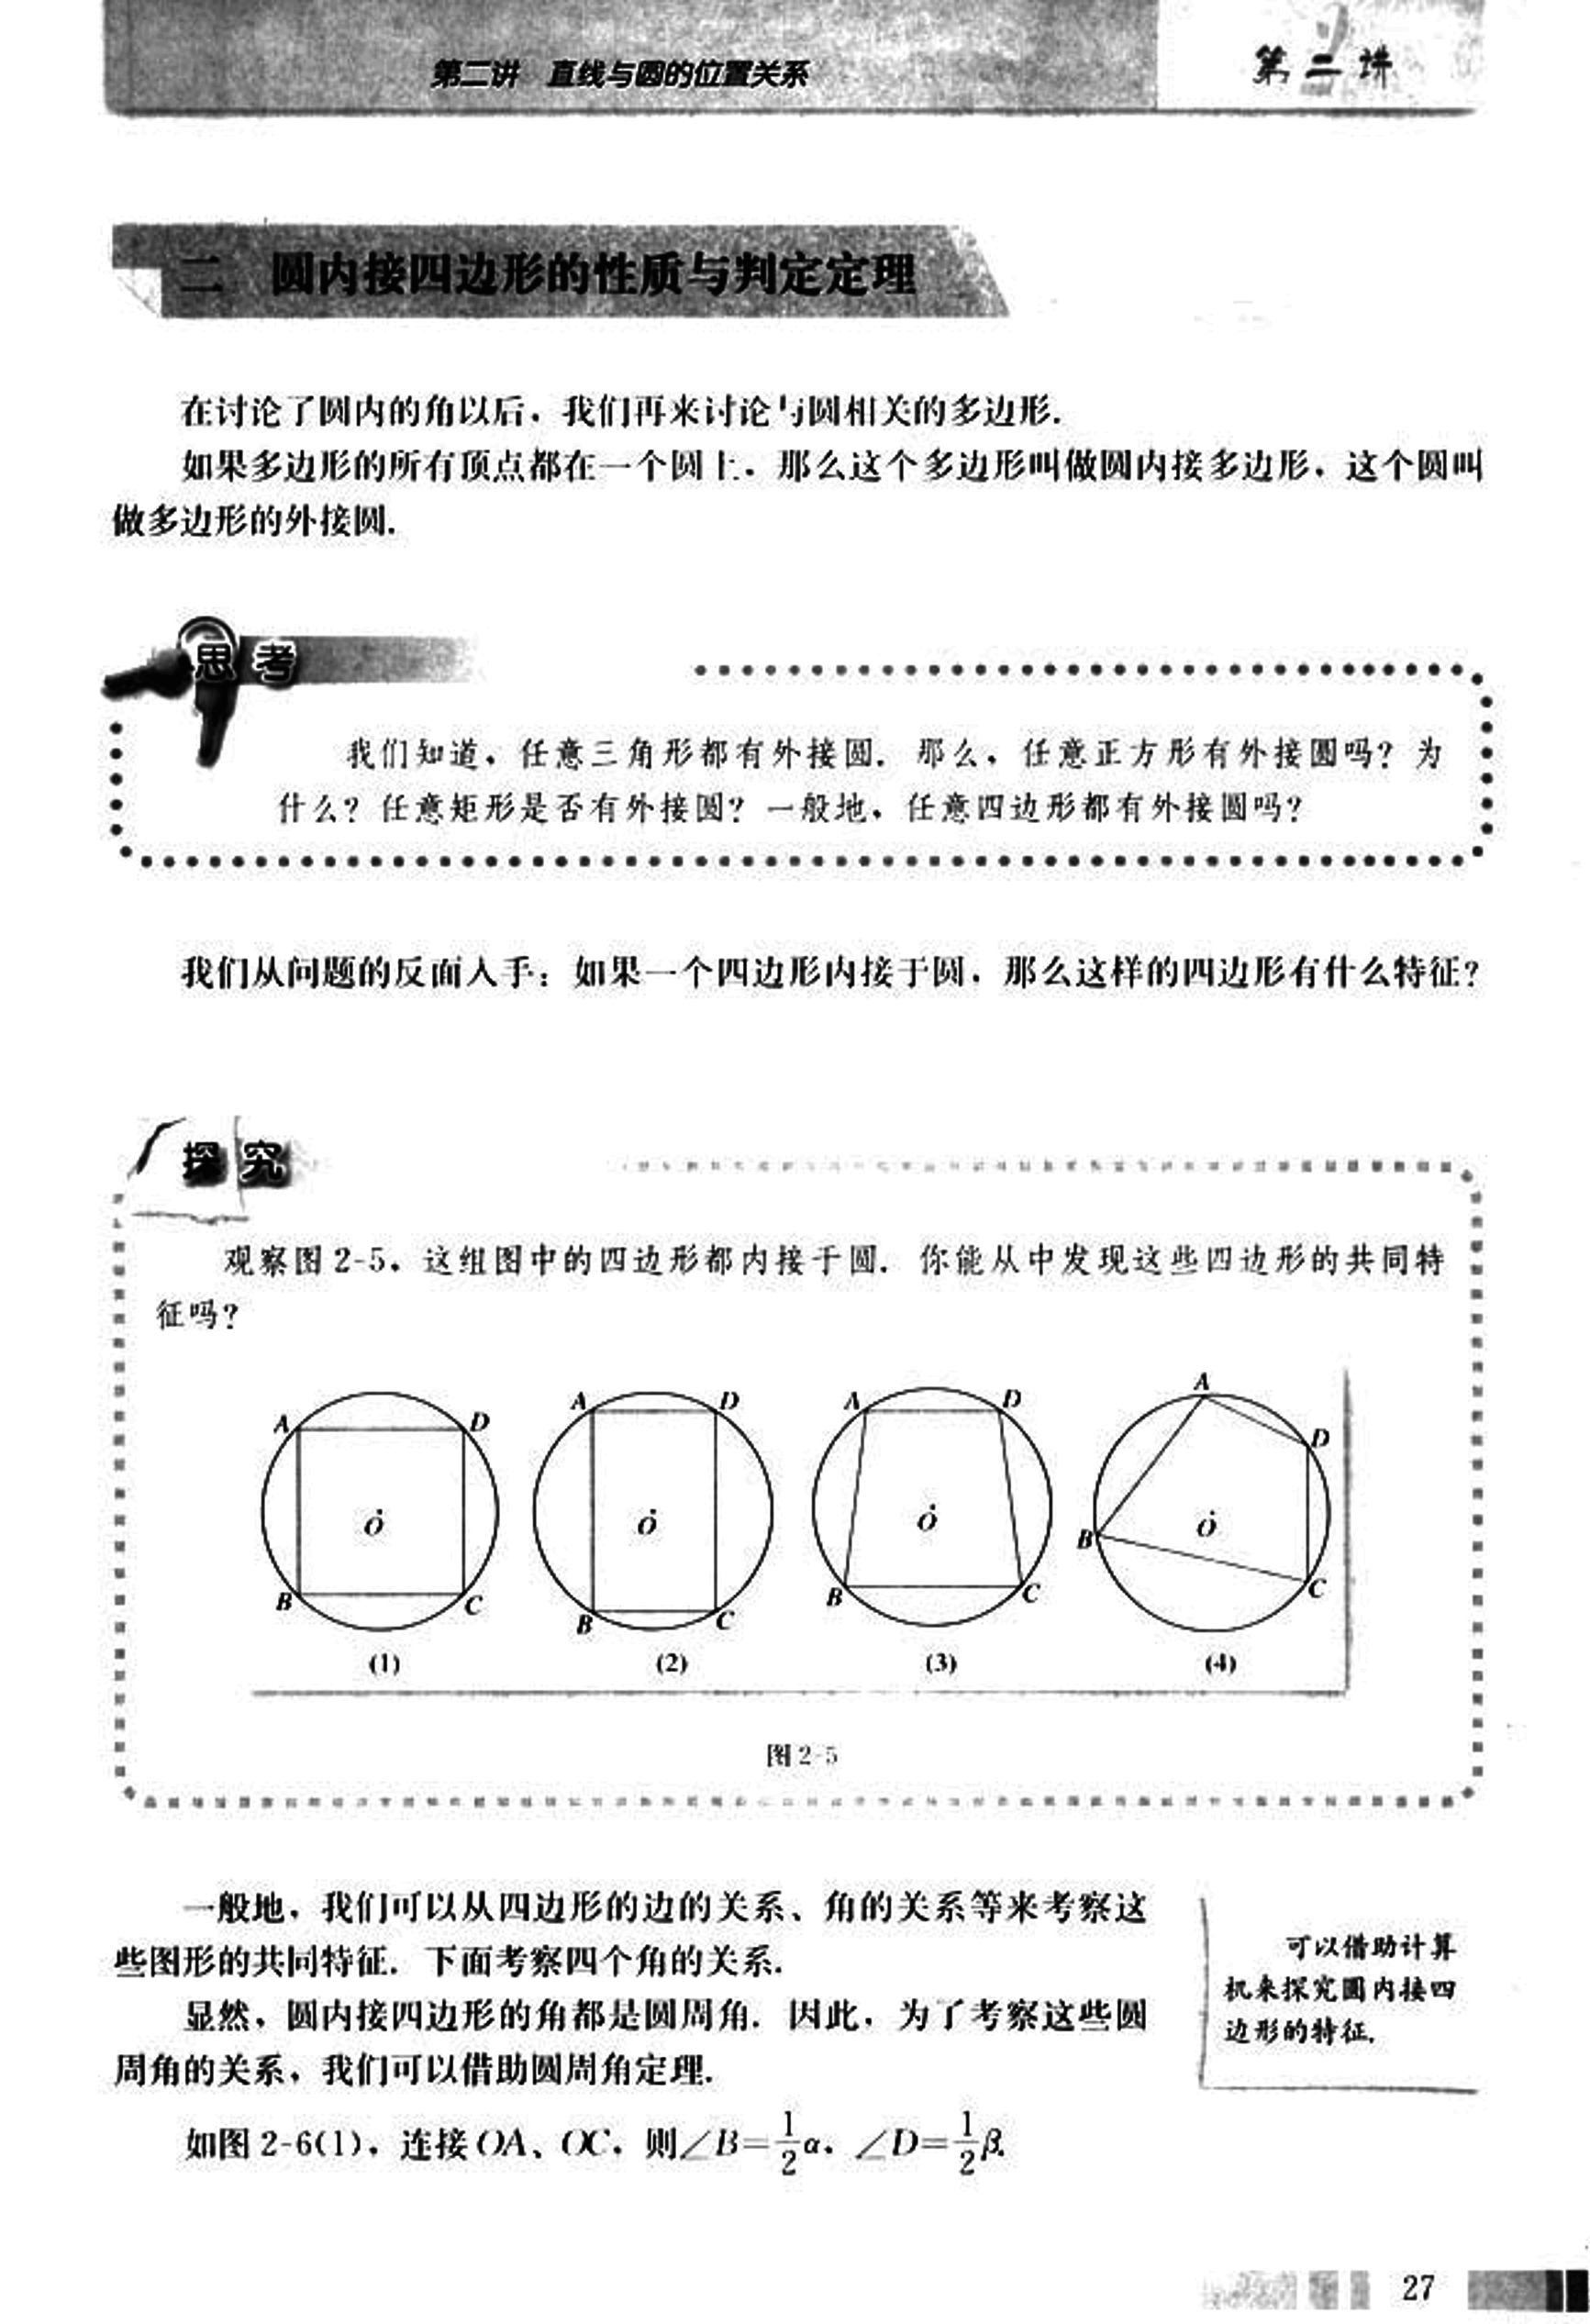 第二讲 直线与圆的位置关系
第二讲
二 圆内接四边形的性质与判定定理
在讨论了圆内的角以后，我们再来讨论与圆相关的多边形.
如果多边形的所有顶点都在一个圆上，那么这个多边形叫做圆内接多边形，这个圆叫
做多边形的外接圆.
思考
我们知道，任意三角形都有外接圆. 那么，任意正方形有外接圆吗？为
什么？任意矩形是否有外接圆？一般地，任意四边形都有外接圆吗？
我们从问题的反面入手：如果一个四边形内接于圆，那么这样的四边形有什么特征？
探究
观察图 2-5，这组图中的四边形都内接于圆. 你能从中发现这些四边形的共同特
征吗？
A D O B C
(1)
A D O B C
(2)
A D O B C
(3)
A D O B C
(4)
图 2-5
一般地，我们可以从四边形的边的关系、角的关系等来考察这
些图形的共同特征. 下面考察四个角的关系.
显然，圆内接四边形的角都是圆周角. 因此，为了考察这些圆
周角的关系，我们可以借助圆周角定理.
如图 2-6(1)，连接 OA、OC，则∠B=1/2α，∠D=1/2β.
可以借助计算
机来探究圆内接四
边形的特征.
27